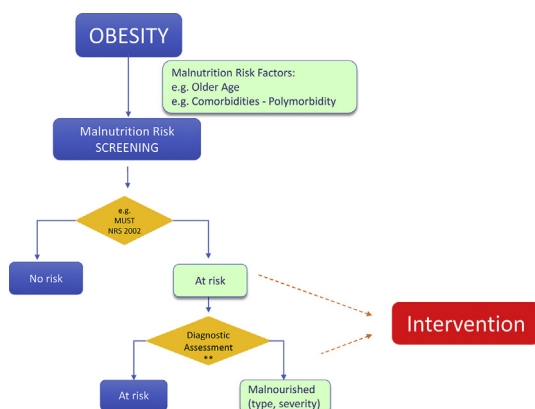 OBESITY
Malnutrition Risk Factors:
e.g. Older Age
e.g. Comorbidities - Polymorbidity
Malnutrition Risk
SCREENING
e.g.
MUST
NRS 2002
No risk
At risk
Intervention
Diagnostic
Assessment
**
At risk
Malnourished
(type, severity)